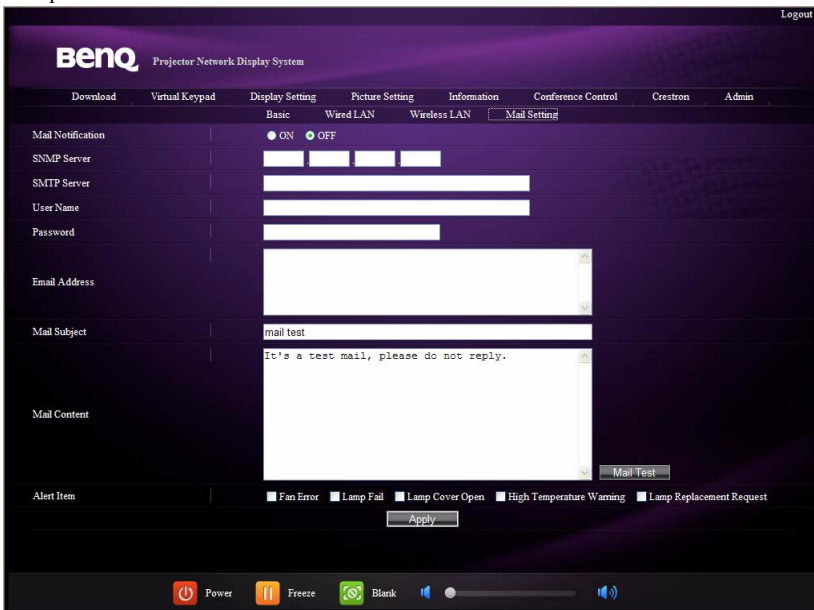 Logout
BenQ Projector Network Display System
Download Virtual Keypad Display Setting Picture Setting Information Conference Control Crestron Admin
Basic Wired LAN Wireless LAN Mail Setting
Mail Notification ON OFF
SNMP Server . . .
SMTP Server
User Name
Password
Email Address
Mail Subject mail test
It's a test mail, please do not reply.
Mail Content
Mail Test
Alert Item Fan Error Lamp Fail Lamp Cover Open High Temperature Warning Lamp Replacement Request
Apply
Power Freeze Blank